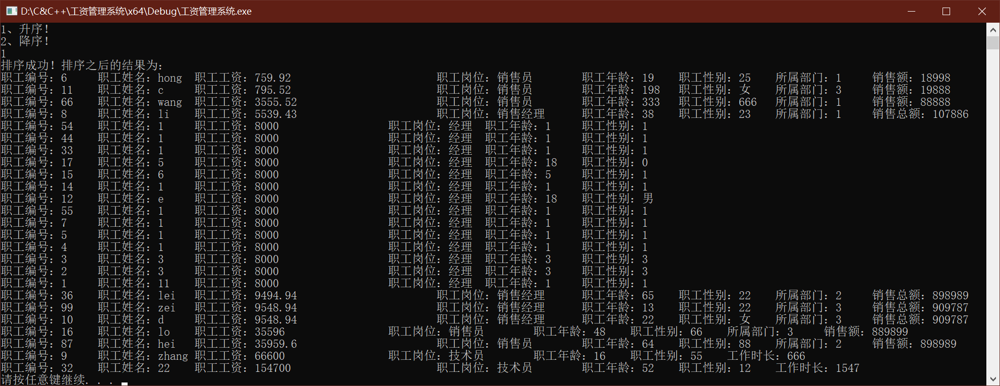 D:\C&C++\工资管理系统\x64\Debug\工资管理系统.exe
1、升序！
2、降序！
1
排序成功！排序之后的结果为：
职工编号：6 职工姓名：hong 职工工资：759.92 职工岗位：销售员 职工年龄：19 职工性别：25 所属部门：1 销售额：18998
职工编号：11 职工姓名：c 职工工资：795.52 职工岗位：销售员 职工年龄：198 职工性别：女 所属部门：3 销售额：19888
职工编号：66 职工姓名：wang 职工工资：3555.52 职工岗位：销售员 职工年龄：333 职工性别：666 所属部门：1 销售额：88888
职工编号：8 职工姓名：li 职工工资：5539.43 职工岗位：销售经理 职工年龄：38 职工性别：23 所属部门：1 销售总额：107886
职工编号：54 职工姓名：1 职工工资：8000 职工岗位：经理 职工年龄：1 职工性别：1
职工编号：44 职工姓名：1 职工工资：8000 职工岗位：经理 职工年龄：1 职工性别：1
职工编号：33 职工姓名：1 职工工资：8000 职工岗位：经理 职工年龄：1 职工性别：1
职工编号：17 职工姓名：5 职工工资：8000 职工岗位：经理 职工年龄：18 职工性别：0
职工编号：15 职工姓名：6 职工工资：8000 职工岗位：经理 职工年龄：5 职工性别：1
职工编号：14 职工姓名：1 职工工资：8000 职工岗位：经理 职工年龄：1 职工性别：1
职工编号：12 职工姓名：e 职工工资：8000 职工岗位：经理 职工年龄：18 职工性别：男
职工编号：55 职工姓名：1 职工工资：8000 职工岗位：经理 职工年龄：1 职工性别：1
职工编号：7 职工姓名：1 职工工资：8000 职工岗位：经理 职工年龄：1 职工性别：1
职工编号：5 职工姓名：1 职工工资：8000 职工岗位：经理 职工年龄：1 职工性别：1
职工编号：4 职工姓名：1 职工工资：8000 职工岗位：经理 职工年龄：1 职工性别：1
职工编号：3 职工姓名：3 职工工资：8000 职工岗位：经理 职工年龄：3 职工性别：3
职工编号：2 职工姓名：3 职工工资：8000 职工岗位：经理 职工年龄：3 职工性别：3
职工编号：1 职工姓名：11 职工工资：8000 职工岗位：经理 职工年龄：1 职工性别：1
职工编号：36 职工姓名：lei 职工工资：9494.94 职工岗位：销售经理 职工年龄：65 职工性别：22 所属部门：2 销售总额：898989
职工编号：99 职工姓名：zei 职工工资：9548.94 职工岗位：销售经理 职工年龄：13 职工性别：22 所属部门：3 销售总额：909787
职工编号：10 职工姓名：d 职工工资：9548.94 职工岗位：销售经理 职工年龄：22 职工性别：女 所属部门：3 销售总额：909787
职工编号：16 职工姓名：lo 职工工资：35596 职工岗位：销售员 职工年龄：48 职工性别：66 所属部门：3 销售额：889899
职工编号：87 职工姓名：hei 职工工资：35959.6 职工岗位：销售员 职工年龄：64 职工性别：88 所属部门：2 销售额：898989
职工编号：9 职工姓名：zhang 职工工资：66600 职工岗位：技术员 职工年龄：16 职工性别：55 工作时长：666
职工编号：32 职工姓名：22 职工工资：154700 职工岗位：技术员 职工年龄：52 职工性别：12 工作时长：1547
请按任意键继续. . .